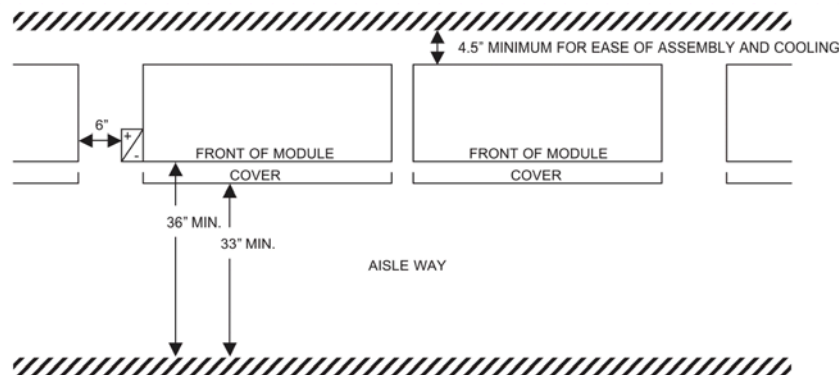 4.5" MINIMUM FOR EASE OF ASSEMBLY AND COOLING
6"
+
-
FRONT OF MODULE
FRONT OF MODULE
COVER
COVER
36" MIN.
33" MIN.
AISLE WAY